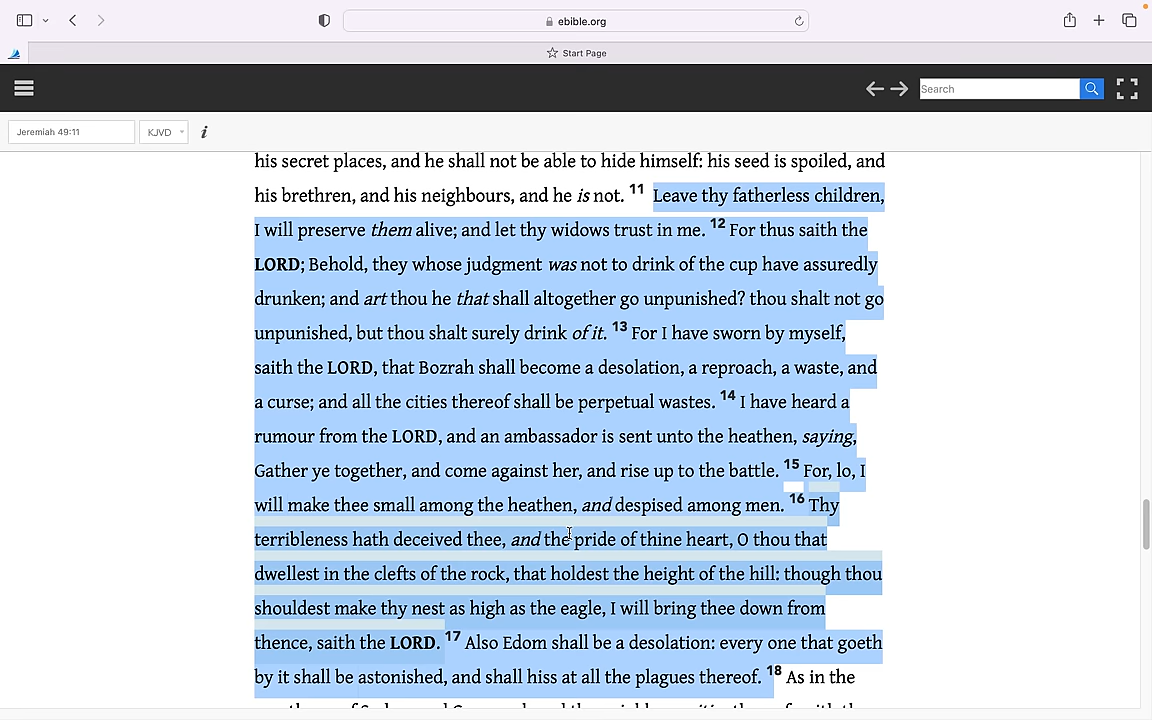 ebible.org
Start Page
Search
Jeremiah 49:11
KJVD
i
his secret places, and he shall not be able to hide himself: his seed is spoiled, and
his brethren, and his neighbours, and he is not. 11 Leave thy fatherless children,
I will preserve them alive; and let thy widows trust in me. 12 For thus saith the
LORD; Behold, they whose judgment was not to drink of the cup have assuredly
drunken; and art thou he that shall altogether go unpunished? thou shalt not go
unpunished, but thou shalt surely drink of it. 13 For I have sworn by myself,
saith the LORD, that Bozrah shall become a desolation, a reproach, a waste, and
a curse; and all the cities thereof shall be perpetual wastes. 14 I have heard a
rumour from the LORD, and an ambassador is sent unto the heathen, saying,
Gather ye together, and come against her, and rise up to the battle. 15 For, lo, I
will make thee small among the heathen, and despised among men. 16 Thy
terribleness hath deceived thee, and the pride of thine heart, O thou that
dwellest in the clefts of the rock, that holdest the height of the hill: though thou
shouldest make thy nest as high as the eagle, I will bring thee down from
thence, saith the LORD. 17 Also Edom shall be a desolation: every one that goeth
by it shall be astonished, and shall hiss at all the plagues thereof. 18 As in the